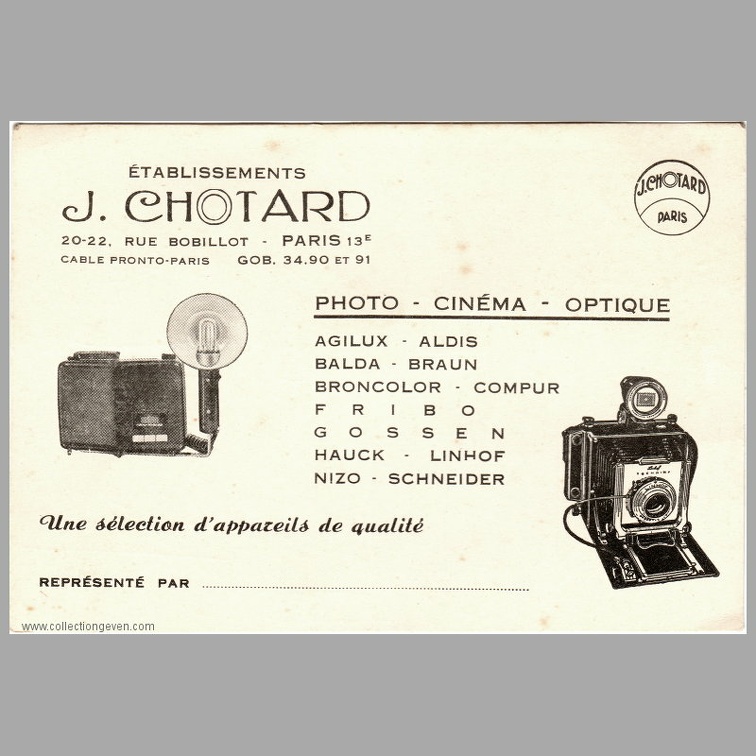 ÉTABLISSEMENTS
J. CHOTARD
20-22, RUE BOBILLOT - PARIS 13E
CABLE PRONTO-PARIS GOB. 34.90 ET 91
J. CHOTARD
PARIS
PHOTO - CINÉMA - OPTIQUE
AGILUX - ALDIS
BALDA - BRAUN
BRONCOLOR - COMPUR
FRIBO
GOSSEN
HAUCK - LINHOF
NIZO - SCHNEIDER
Une sélection d'appareils de qualité
REPRÉSENTÉ PAR
www.collectiongeven.com